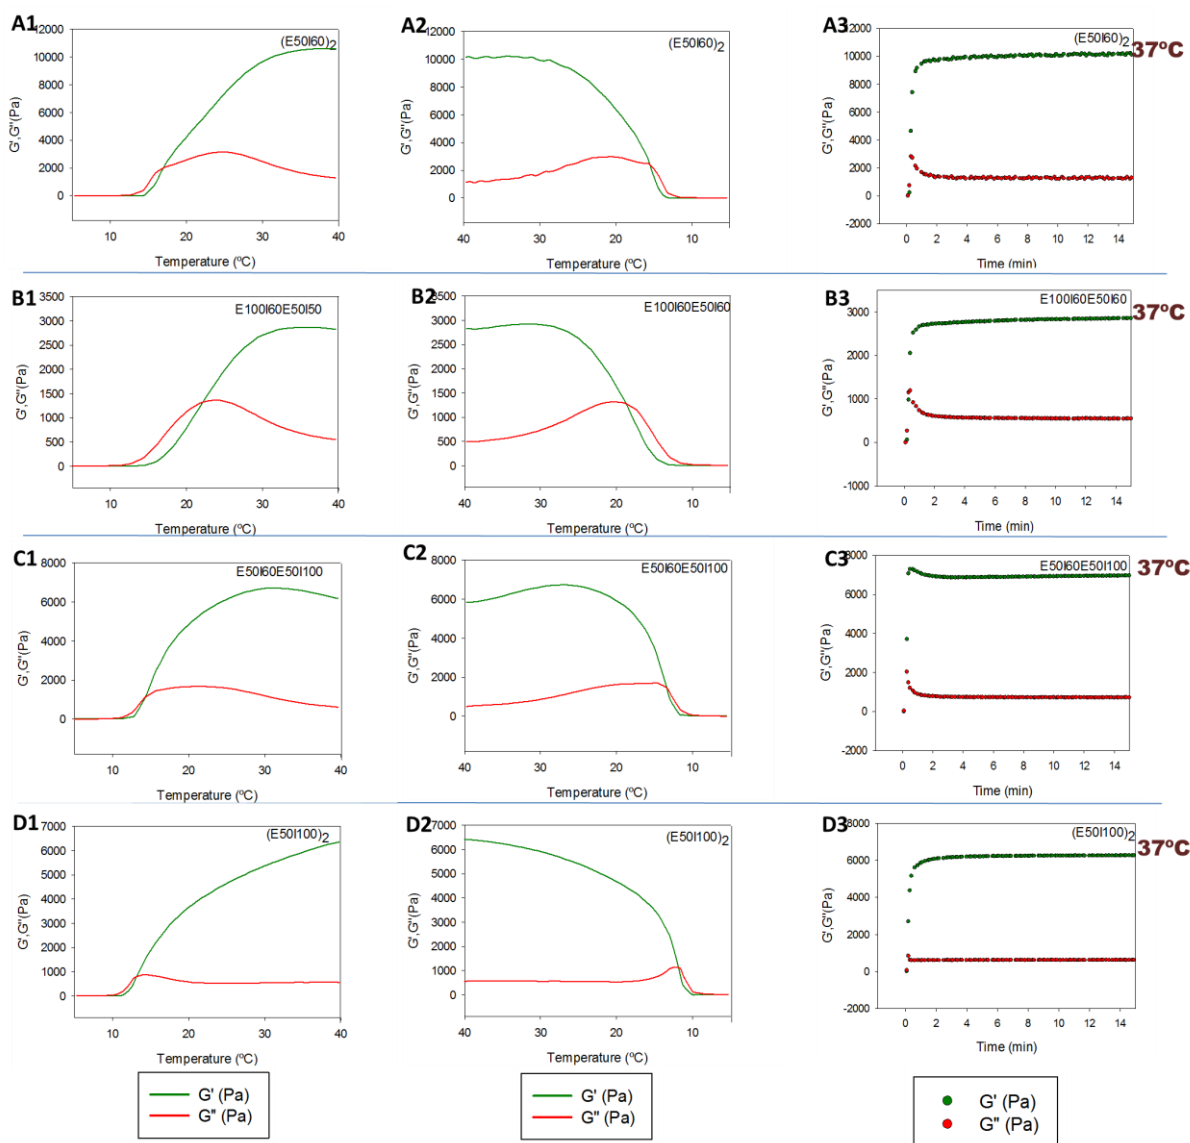 A1
(E50I60)2
12000
10000
8000
6000
4000
2000
0
G',G''(Pa)
10 20 30 40
Temperature (ºC)
A2
(E50I60)2
12000
10000
8000
6000
4000
2000
0
G',G''(Pa)
40 30 20 10
Temperature (ºC)
A3
(E50I60)2
37ºC
12000
10000
8000
6000
4000
2000
0
-2000
G',G''(Pa)
0 2 4 6 8 10 12 14
Time (min)
B1
E100I60E50I50
3500
3000
2500
2000
1500
1000
500
0
G',G''(Pa)
10 20 30 40
Temperature (ºC)
B2
E100I60E50I60
3500
3000
2500
2000
1500
1000
500
0
G',G''(Pa)
40 30 20 10
Temperature (ºC)
B3
E100I60E50I60
37ºC
3000
2000
1000
0
-1000
G',G''(Pa)
0 2 4 6 8 10 12 14
Time (min)
C1
E50I60E50I100
8000
6000
4000
2000
0
G',G''(Pa)
10 20 30 40
Temperature (ºC)
C2
E50I60E50I100
8000
6000
4000
2000
0
G',G''(Pa)
40 30 20 10
Temperature (ºC)
C3
E50I60E50I100
37ºC
8000
6000
4000
2000
0
-2000
G',G''(Pa)
0 2 4 6 8 10 12 14
Time (min)
D1
(E50I100)2
7000
6000
5000
4000
3000
2000
1000
0
G',G''(Pa)
10 20 30 40
Temperature (ºC)
D2
(E50I100)2
7000
6000
5000
4000
3000
2000
1000
0
G',G''(Pa)
40 30 20 10
Temperature (ºC)
D3
(E50I100)2
37ºC
8000
6000
4000
2000
0
-2000
G',G''(Pa)
0 2 4 6 8 10 12 14
Time (min)
G' (Pa)
G'' (Pa)
G' (Pa)
G'' (Pa)
G' (Pa)
G'' (Pa)